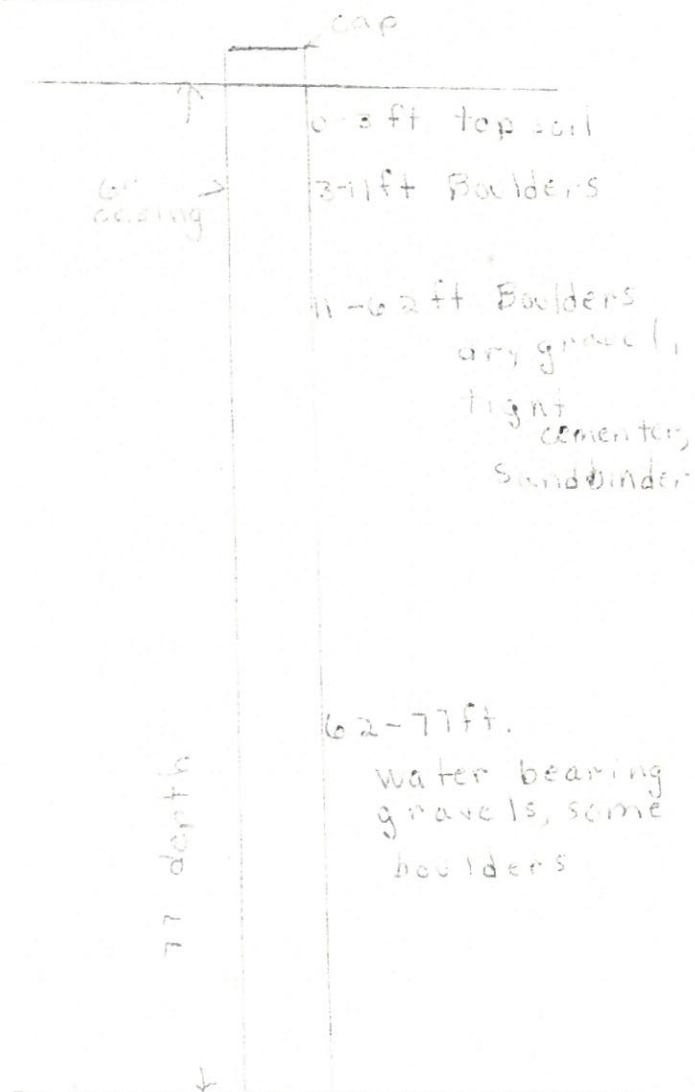 cap
0-3 ft top soil
6"
casing
3-11ft Boulders
11-62ft Boulders
dry gravel,
tight
sandbinder
62-77ft.
water bearing
gravels, some
boulders
77 depth